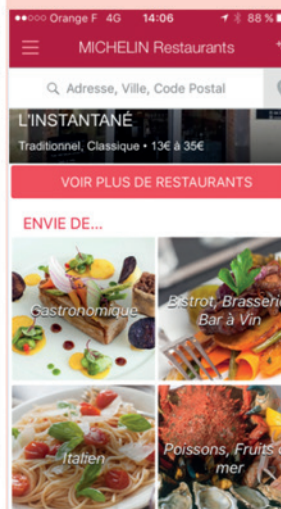 Orange F 4G 14:06 88 %
MICHELIN Restaurants
Adresse, Ville, Code Postal
L'INSTANTANÉ
Traditionnel, Classique • 13€ à 35€
VOIR PLUS DE RESTAURANTS
ENVIE DE...
Gastronomique
Bistrot, Brasserie
Bar à Vin
Italien
Poissons, Fruits
mer